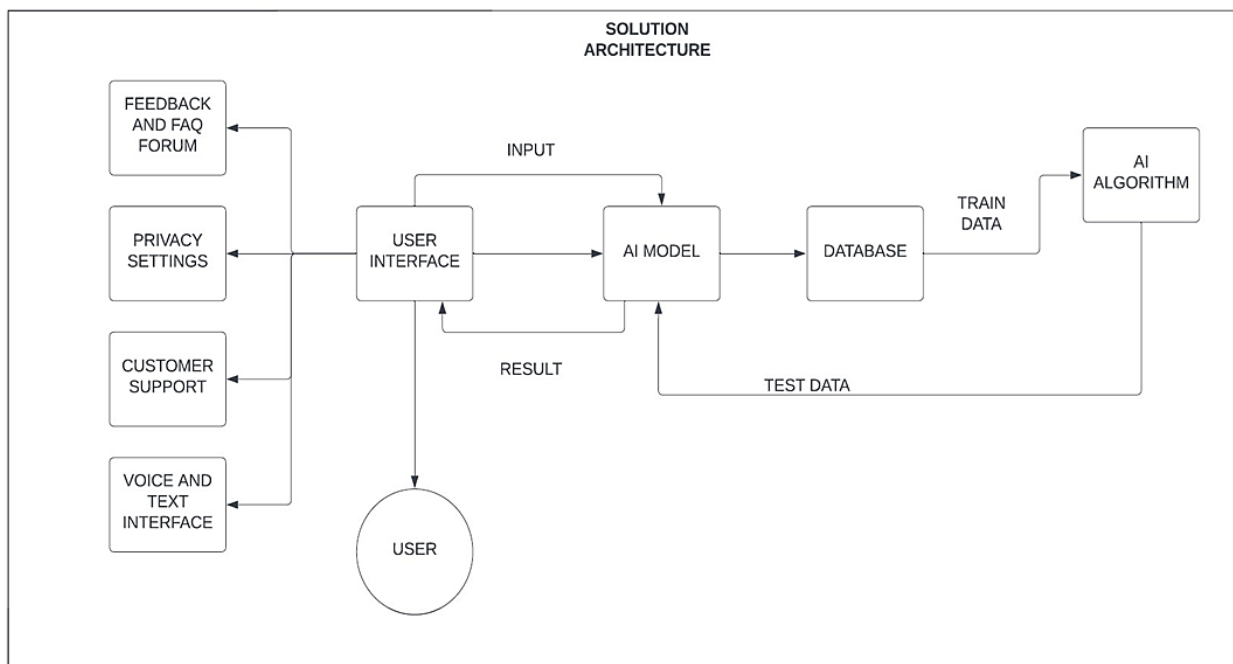 SOLUTION
ARCHITECTURE
FEEDBACK
AND FAQ
FORUM
PRIVACY
SETTINGS
CUSTOMER
SUPPORT
VOICE AND
TEXT
INTERFACE
INPUT
USER
INTERFACE
RESULT
USER
AI MODEL
DATABASE
TRAIN
DATA
AI
ALGORITHM
TEST DATA